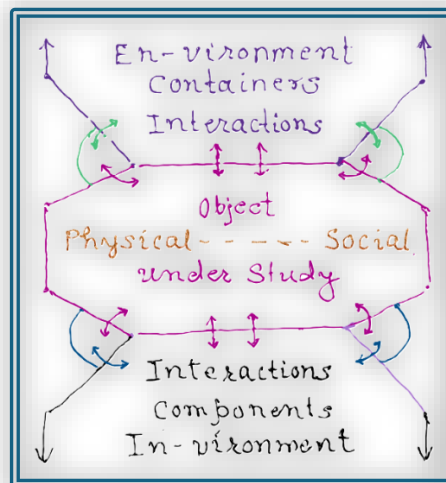 En-vironment
Containers
Interactions
Object
Physical - - - - - Social
under Study
Interactions
Components
In-vironment